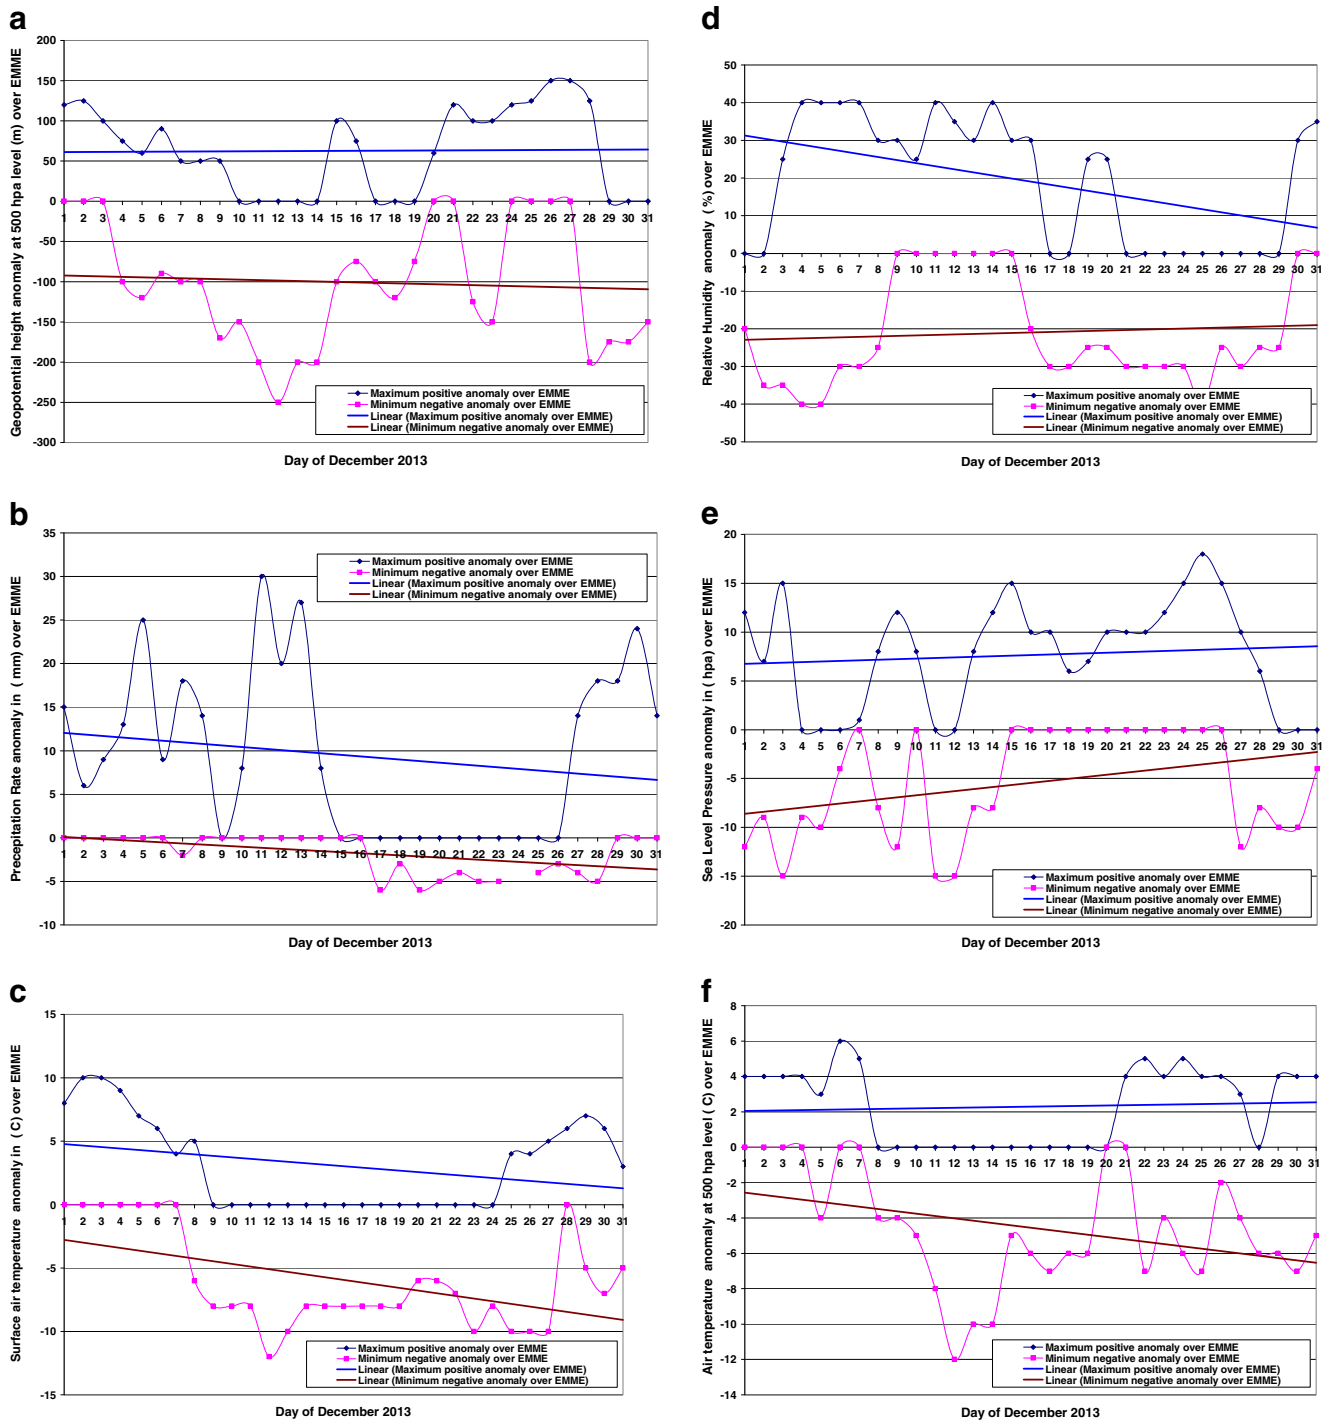 a
Geopotential height anomaly at 500 hpa level (m) over EMME
200
150
100
50
0
-50
-100
-150
-200
-250
-300
1 2 3 4 5 6 7 8 9 10 11 12 13 14 15 16 17 18 19 20 21 22 23 24 25 26 27 28 29 30 31
Maximum positive anomaly over EMME
Minimum negative anomaly over EMME
Linear (Maximum positive anomaly over EMME)
Linear (Minimum negative anomaly over EMME)
Day of December 2013
b
Precepitation Rate anomaly in ( mm) over EMME
35
30
25
20
15
10
5
0
-5
-10
1 2 3 4 5 6 7 8 9 10 11 12 13 14 15 16 17 18 19 20 21 22 23 24 25 26 27 28 29 30 31
Maximum positive anomaly over EMME
Minimum negative anomaly over EMME
Linear (Maximum positive anomaly over EMME)
Linear (Minimum negative anomaly over EMME)
Day of December 2013
c
Surface air temperature anomaly in ( C) over EMME
15
10
5
0
-5
-10
-15
1 2 3 4 5 6 7 8 9 10 11 12 13 14 15 16 17 18 19 20 21 22 23 24 25 26 27 28 29 30 31
Maximum positive anomaly over EMME
Minimum negative anomaly over EMME
Linear (Maximum positive anomaly over EMME)
Linear (Minimum negative anomaly over EMME)
Day of December 2013
d
Relative Humidity anomaly ( %) over EMME
50
40
30
20
10
0
-10
-20
-30
-40
-50
1 2 3 4 5 6 7 8 9 10 11 12 13 14 15 16 17 18 19 20 21 22 23 24 25 26 27 28 29 30 31
Maximum positive anomaly over EMME
Minimum negative anomaly over EMME
Linear (Maximum positive anomaly over EMME)
Linear (Minimum negative anomaly over EMME)
Day of December 2013
e
Sea Level Pressure anomaly in ( hpa) over EMME
20
15
10
5
0
-5
-10
-15
-20
1 2 3 4 5 6 7 8 9 10 11 12 13 14 15 16 17 18 19 20 21 22 23 24 25 26 27 28 29 30 31
Maximum positive anomaly over EMME
Minimum negative anomaly over EMME
Linear (Maximum positive anomaly over EMME)
Linear (Minimum negative anomaly over EMME)
Day of December 2013
f
Air temperature anomaly at 500 hpa level ( C) over EMME
8
6
4
2
0
-2
-4
-6
-8
-10
-12
-14
1 2 3 4 5 6 7 8 9 10 11 12 13 14 15 16 17 18 19 20 21 22 23 24 25 26 27 28 29 30 31
Maximum positive anomaly over EMME
Minimum negative anomaly over EMME
Linear (Maximum positive anomaly over EMME)
Linear (Minimum negative anomaly over EMME)
Day of December 2013